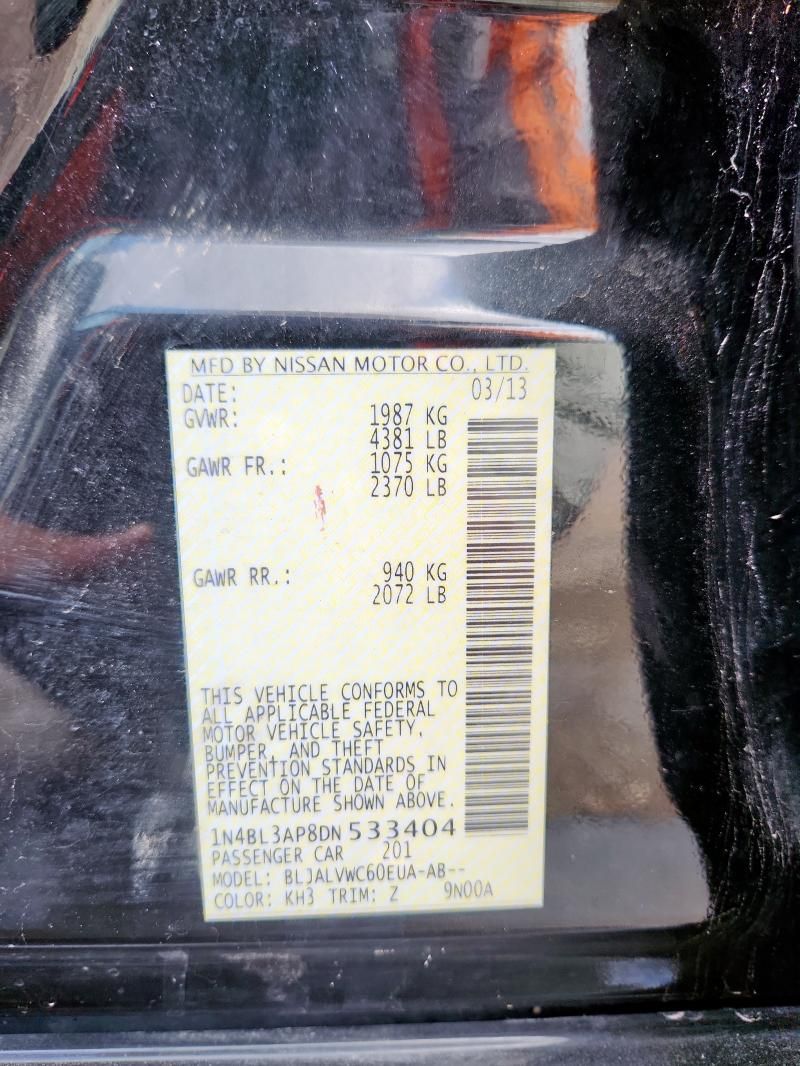 MFD BY NISSAN MOTOR CO., LTD.
DATE: 03/13
GVWR: 1987 KG
4381 LB
GAWR FR.: 1075 KG
2370 LB
GAWR RR.: 940 KG
2072 LB
THIS VEHICLE CONFORMS TO
ALL APPLICABLE FEDERAL
MOTOR VEHICLE SAFETY,
BUMPER, AND THEFT
PREVENTION STANDARDS IN
EFFECT ON THE DATE OF
MANUFACTURE SHOWN ABOVE.
1N4BL3AP8DN 533404
PASSENGER CAR 201
MODEL: BLJALVWC60EUA-AB--
COLOR: KH3 TRIM: Z 9N00A